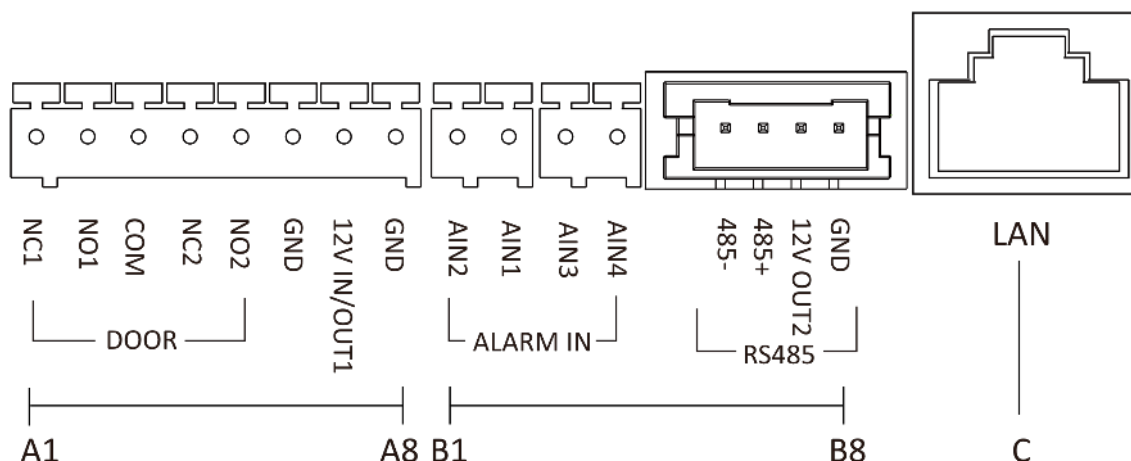 NC1
NO1
COM
NC2
NO2
GND
12V IN/OUT1
GND
AIN2
AIN1
AIN3
AIN4
485-
485+
12V OUT2
GND
LAN
DOOR
ALARM IN
RS485
A1
A8
B1
B8
C